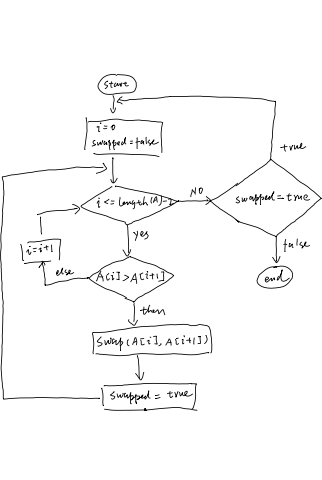 start
i=0
swapped=false
i <= length(A)-1
NO
swapped=true
true
false
end
yes
i=i+1
else
A[i]>A[i+1]
then
Swap(A[i], A[i+1])
swapped = true